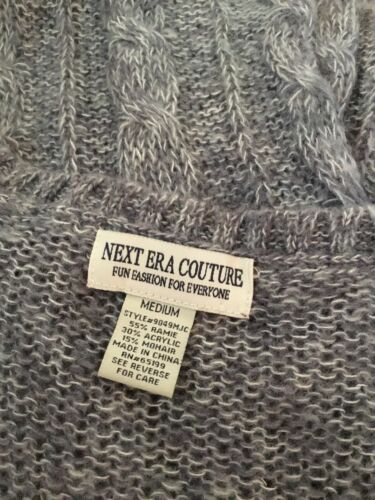 NEXT ERA COUTURE
FUN FASHION FOR EVERYONE
MEDIUM
STYLE#9049MJC
55% RAMIE
30% ACRYLIC
15% MOHAIR
MADE IN CHINA
RN#65199
SEE REVERSE
FOR CARE